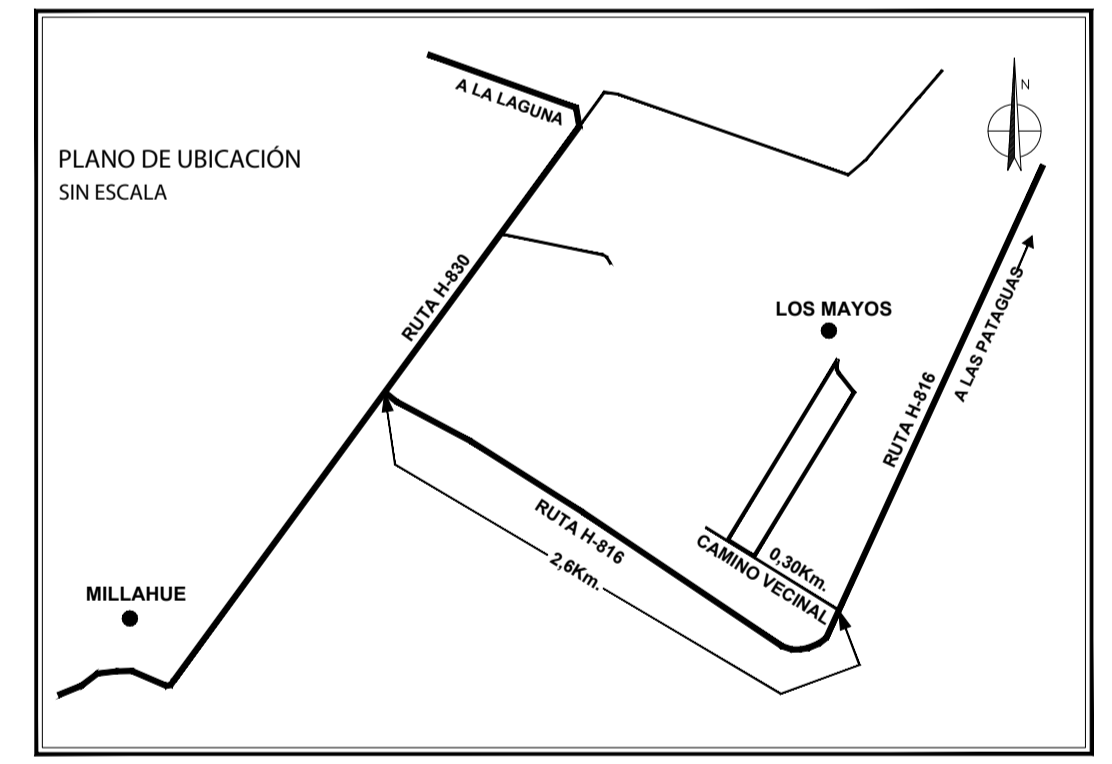 A LA LAGUNA
N
PLANO DE UBICACIÓN
SIN ESCALA
RUTA H-830
LOS MAYOS
A LAS PATAGUAS
RUTA H-816
RUTA H-816
2,6Km.
0,30Km.
CAMINO VECINAL
MILLAHUE